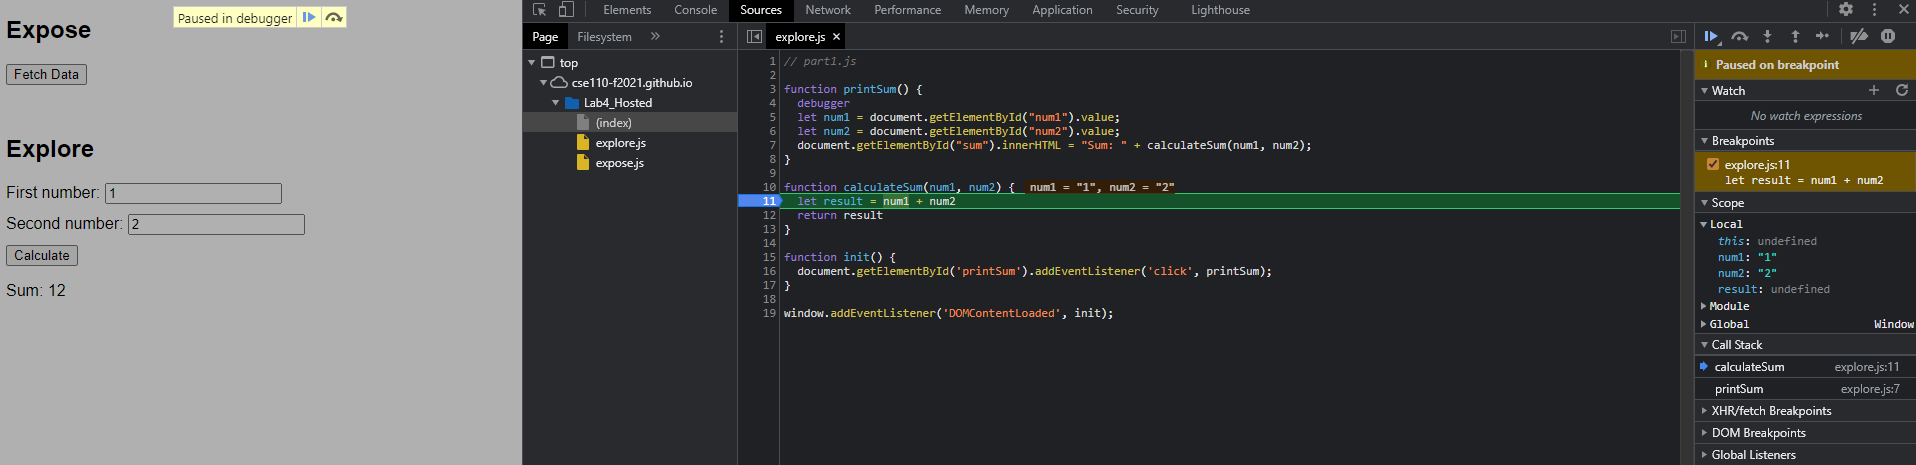 Paused in debugger
Expose
Fetch Data
Explore
First number: 1
Second number: 2
Calculate
Sum: 12
Elements Console Sources Network Performance Memory Application Security Lighthouse
Page Filesystem »
top
cse110-f2021.github.io
Lab4_Hosted
(index)
explore.js
expose.js
explore.js ×
1 // part1.js
2
3 function printSum() {
4 debugger
5 let num1 = document.getElementById("num1").value;
6 let num2 = document.getElementById("num2").value;
7 document.getElementById("sum").innerHTML = "Sum: " + calculateSum(num1, num2);
8 }
9
10 function calculateSum(num1, num2) { num1 = "1", num2 = "2"
11 let result = num1 + num2
12 return result
13 }
14
15 function init() {
16 document.getElementById('printSum').addEventListener('click', printSum);
17 }
18
19 window.addEventListener('DOMContentLoaded', init);
Paused on breakpoint
Watch
No watch expressions
Breakpoints
explore.js:11
let result = num1 + num2
Scope
Local
this: undefined
num1: "1"
num2: "2"
result: undefined
Module
Global Window
Call Stack
calculateSum explore.js:11
printSum explore.js:7
XHR/fetch Breakpoints
DOM Breakpoints
Global Listeners